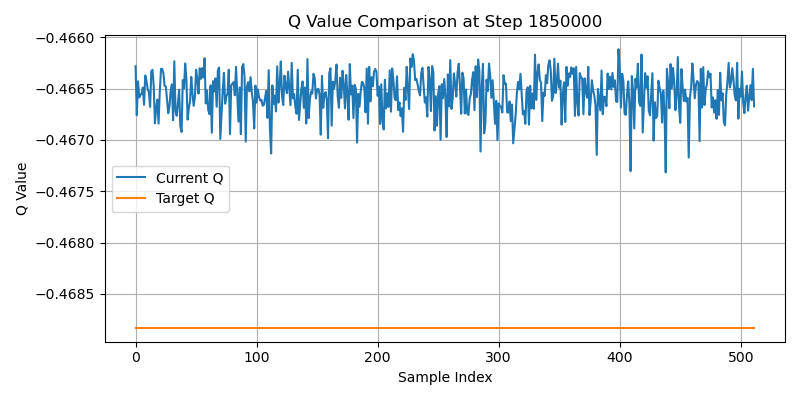 Q Value Comparison at Step 1850000
Q Value
−0.4660
−0.4665
−0.4670
−0.4675
−0.4680
−0.4685
Current Q
Target Q
0 100 200 300 400 500
Sample Index